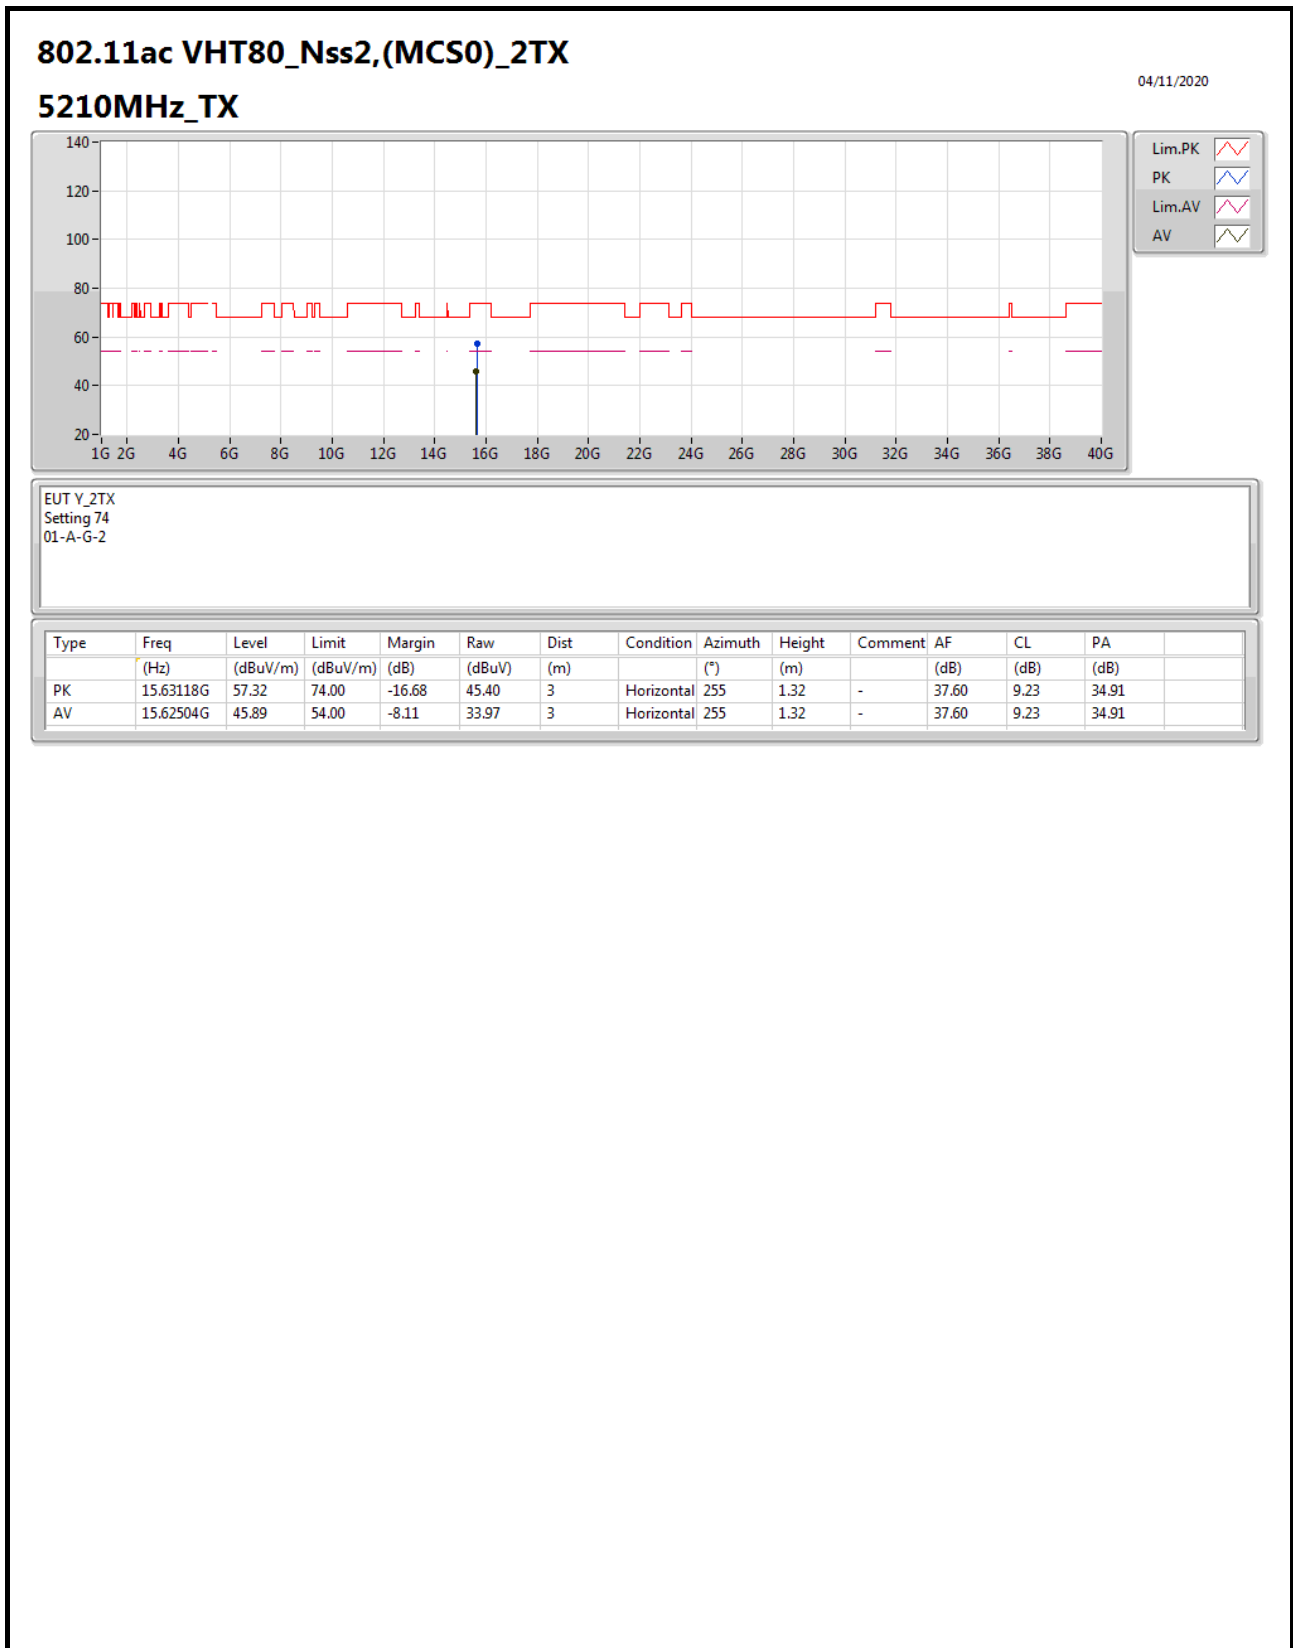 802.11ac VHT80_Nss2,(MCS0)_2TX
04/11/2020
5210MHz_TX
140
120
100
80
60
40
20
1G 2G 4G 6G 8G 10G 12G 14G 16G 18G 20G 22G 24G 26G 28G 30G 32G 34G 36G 38G 40G
Lim.PK
PK
Lim.AV
AV
EUT Y_2TX
Setting 74
01-A-G-2
Type Freq Level Limit Margin Raw Dist Condition Azimuth Height Comment AF CL PA
(Hz) (dBuV/m) (dBuV/m) (dB) (dBuV) (m) (°) (m) (dB) (dB) (dB)
PK 15.63118G 57.32 74.00 -16.68 45.40 3 Horizontal 255 1.32 - 37.60 9.23 34.91
AV 15.62504G 45.89 54.00 -8.11 33.97 3 Horizontal 255 1.32 - 37.60 9.23 34.91